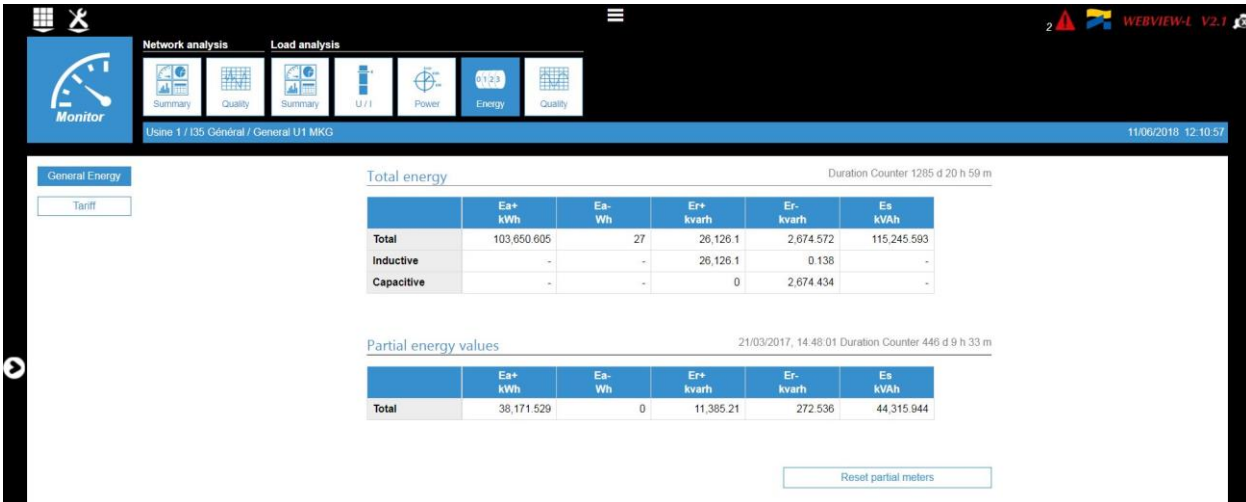 2 WEBVIEW-L V2.1
Network analysis Load analysis
0 1 2 3
Summary Quality Summary U / I Power Energy Quality
Monitor
Usine 1 / I35 Général / General U1 MKG 11/06/2018 12:10:57
General Energy
Tariff
Total energy Duration Counter 1285 d 20 h 59 m
Ea+ Ea- Er+ Er- Es
kWh Wh kvarh kvarh kVAh
Total 103,650.605 27 26,126.1 2,674.572 115,245.593
Inductive - - 26,126.1 0.138 -
Capacitive - - 0 2,674.434 -
Partial energy values 21/03/2017, 14:48:01 Duration Counter 446 d 9 h 33 m
Ea+ Ea- Er+ Er- Es
kWh Wh kvarh kvarh kVAh
Total 38,171.529 0 11,385.21 272.536 44,315.944
Reset partial meters